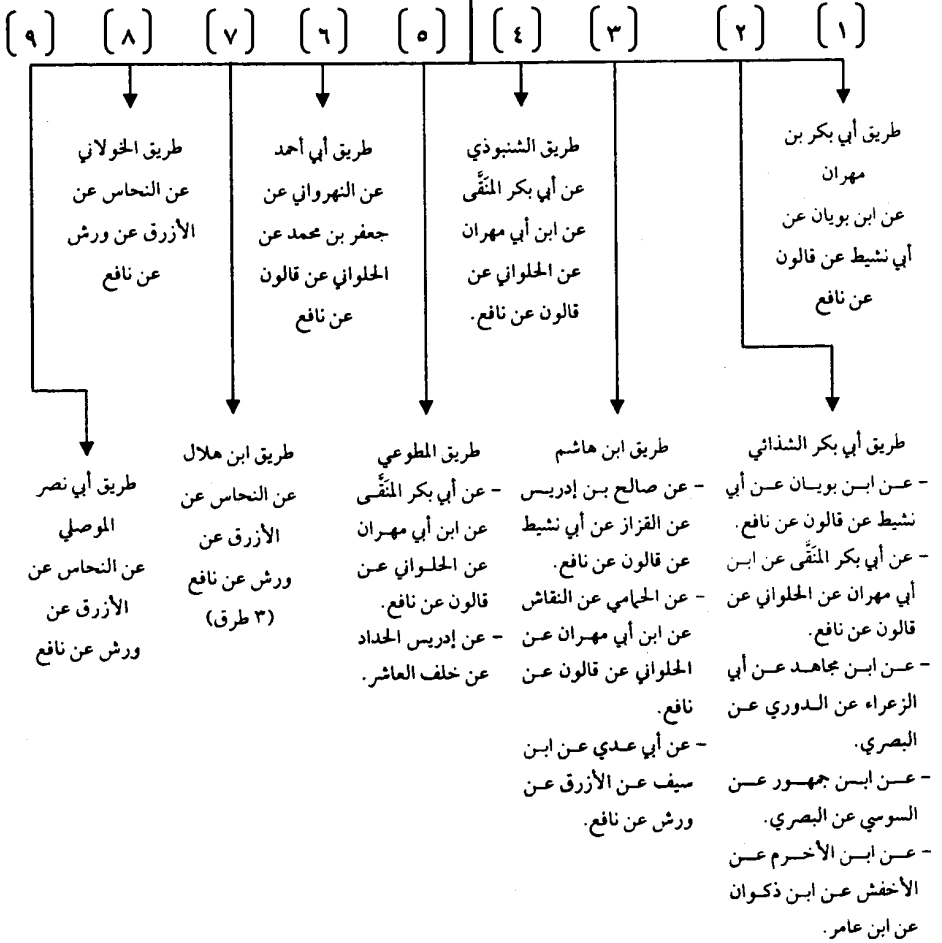 [١]
[٢]
[٣]
[٤]
[٥]
[٦]
[٧]
[٨]
[٩]
طريق أبي بكر بن
مهران
عن ابن بويان عن
أبي نشيط عن قالون
عن نافع
طريق الشنبوذي
عن أبي بكر المَنَقَّى
عن ابن أبي مهران
عن الحلواني عن
قالون عن نافع.
طريق أبي أحمد
عن النهرواني عن
جعفر بن محمد عن
الحلواني عن قالون
عن نافع
طريق الخولاني
عن النحاس عن
الأزرق عن ورش
عن نافع
طريق أبي بكر الشذائي
- عن ابن بويان عن أبي
نشيط عن قالون عن نافع.
- عن أبي بكر المَنَقَّى عن ابن
أبي مهران عن الحلواني عن
قالون عن نافع.
- عن ابن مجاهد عن أبي
الزعراء عن الدوري عن
البصري.
- عن ابن جمهور عن
السوسي عن البصري.
- عن ابن الأخرم عن
الأخفش عن ابن ذكوان
عن ابن عامر.
طريق ابن هاشم
- عن صالح بن إدريس
عن القزاز عن أبي نشيط
عن قالون عن نافع.
- عن الحمامي عن النقاش
عن ابن أبي مهران عن
الحلواني عن قالون عن
نافع.
- عن أبي عدي عن ابن
سيف عن الأزرق عن
ورش عن نافع.
طريق المطوعي
- عن أبي بكر المَنَقَّى
عن ابن أبي مهران
عن الحلواني عن
قالون عن نافع.
- عن إدريس الحداد
عن خلف العاشر.
طريق ابن هلال
عن النحاس عن
الأزرق عن
ورش عن نافع
(٣ طرق)
طريق أبي نصر
الموصلي
عن النحاس عن
الأزرق عن
ورش عن نافع